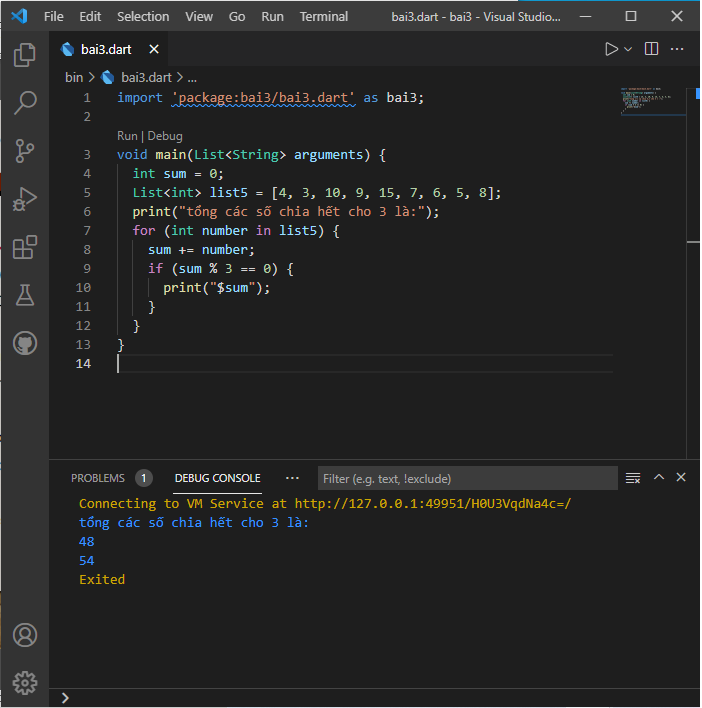 File Edit Selection View Go Run Terminal bai3.dart - bai3 - Visual Studio...
bai3.dart
bin > bai3.dart > ...
1 import 'package:bai3/bai3.dart' as bai3;
2
Run | Debug
3 void main(List<String> arguments) {
4 int sum = 0;
5 List<int> list5 = [4, 3, 10, 9, 15, 7, 6, 5, 8];
6 print("tổng các số chia hết cho 3 là:");
7 for (int number in list5) {
8 sum += number;
9 if (sum % 3 == 0) {
10 print("$sum");
11 }
12 }
13 }
14
PROBLEMS 1 DEBUG CONSOLE ... Filter (e.g. text, !exclude)
Connecting to VM Service at http://127.0.0.1:49951/H0U3VqdNa4c=/
tổng các số chia hết cho 3 là:
48
54
Exited
>